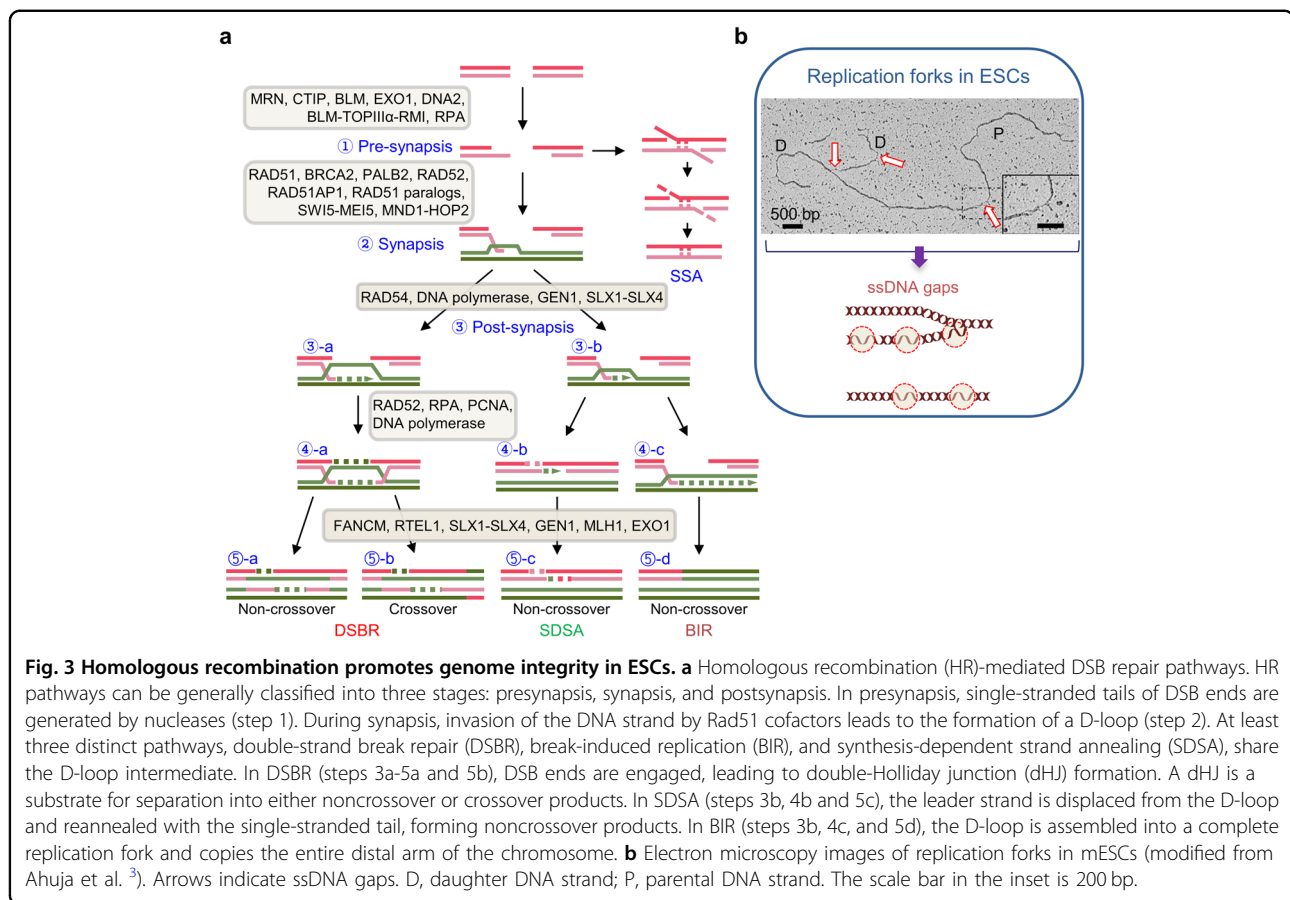 a
MRN, CTIP, BLM, EXO1, DNA2,
BLM-TOPIIIα-RMI, RPA
① Pre-synapsis
RAD51, BRCA2, PALB2, RAD52,
RAD51AP1, RAD51 paralogs,
SWI5-MEI5, MND1-HOP2
② Synapsis
SSA
RAD54, DNA polymerase, GEN1, SLX1-SLX4
③ Post-synapsis
③-a
③-b
RAD52, RPA, PCNA,
DNA polymerase
④-a
④-b
④-c
FANCM, RTEL1, SLX1-SLX4, GEN1, MLH1, EXO1
⑤-a
⑤-b
⑤-c
⑤-d
Non-crossover
Crossover
Non-crossover
Non-crossover
DSBR
SDSA
BIR
b
Replication forks in ESCs
D
D
P
500 bp
ssDNA gaps
Fig. 3 Homologous recombination promotes genome integrity in ESCs. a Homologous recombination (HR)-mediated DSB repair pathways. HR
pathways can be generally classified into three stages: presynapsis, synapsis, and postsynapsis. In presynapsis, single-stranded tails of DSB ends are
generated by nucleases (step 1). During synapsis, invasion of the DNA strand by Rad51 cofactors leads to the formation of a D-loop (step 2). At least
three distinct pathways, double-strand break repair (DSBR), break-induced replication (BIR), and synthesis-dependent strand annealing (SDSA), share
the D-loop intermediate. In DSBR (steps 3a-5a and 5b), DSB ends are engaged, leading to double-Holliday junction (dHJ) formation. A dHJ is a
substrate for separation into either noncrossover or crossover products. In SDSA (steps 3b, 4b and 5c), the leader strand is displaced from the D-loop
and reannealed with the single-stranded tail, forming noncrossover products. In BIR (steps 3b, 4c, and 5d), the D-loop is assembled into a complete
replication fork and copies the entire distal arm of the chromosome. b Electron microscopy images of replication forks in mESCs (modified from
Ahuja et al. 3). Arrows indicate ssDNA gaps. D, daughter DNA strand; P, parental DNA strand. The scale bar in the inset is 200 bp.